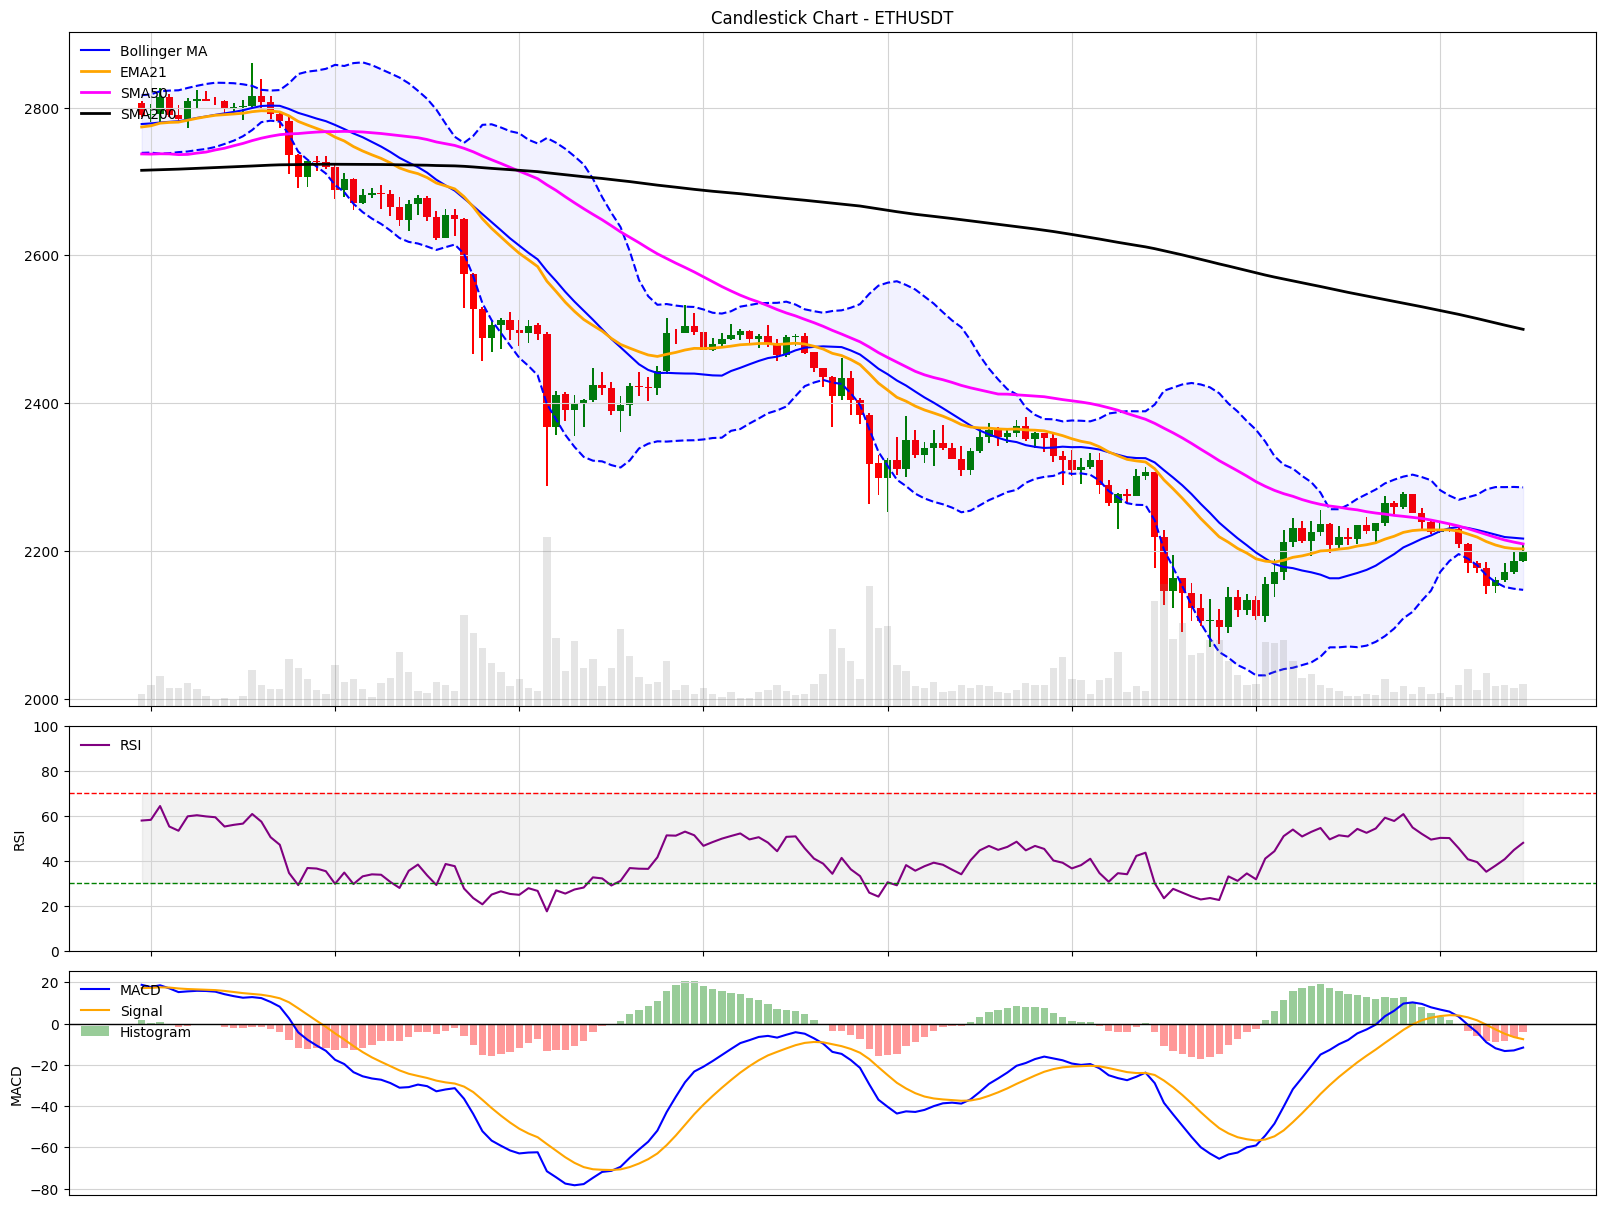 Candlestick Chart - ETHUSDT
Bollinger MA
EMA21
SMA50
SMA200
2800
2600
2400
2200
2000
RSI
100
80
60
40
20
0
RSI
MACD
Signal
Histogram
20
0
−20
−40
−60
−80
MACD